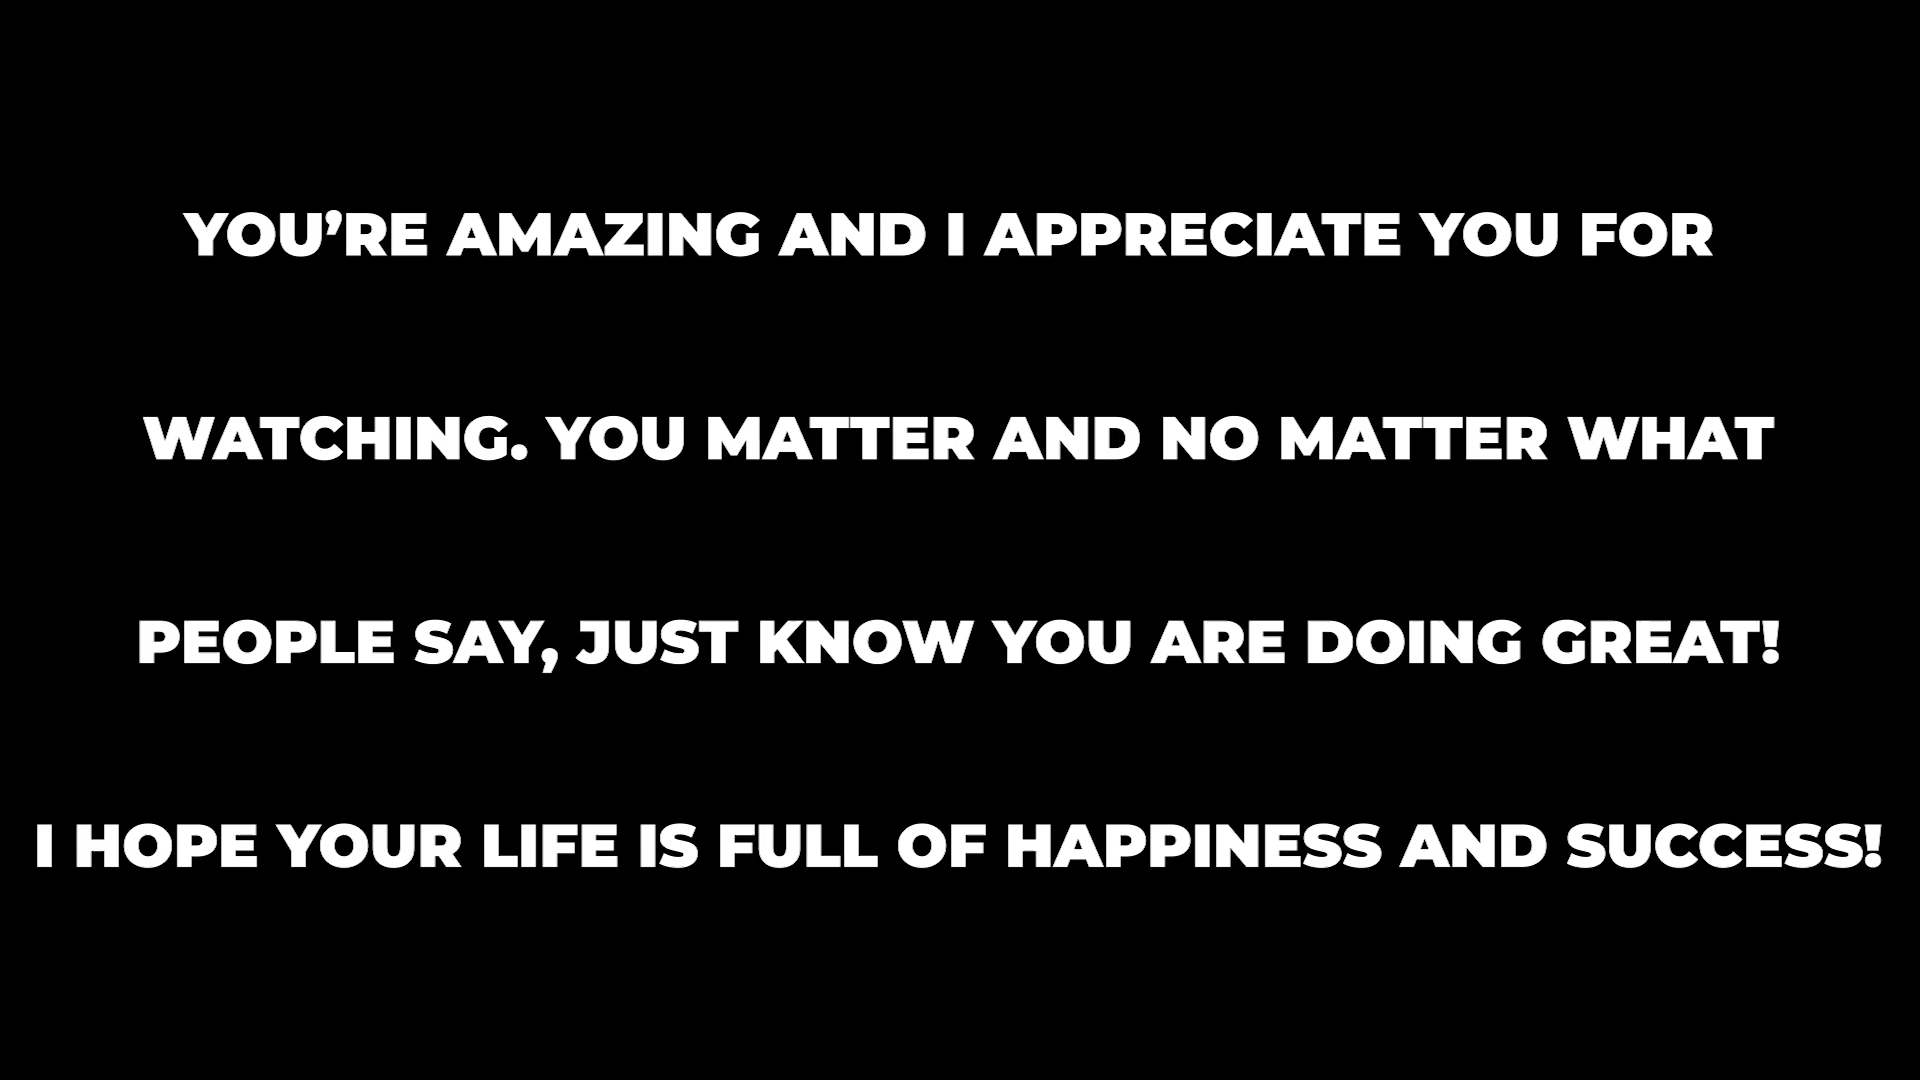 YOU’RE AMAZING AND I APPRECIATE YOU FOR
WATCHING. YOU MATTER AND NO MATTER WHAT
PEOPLE SAY, JUST KNOW YOU ARE DOING GREAT!
I HOPE YOUR LIFE IS FULL OF HAPPINESS AND SUCCESS!